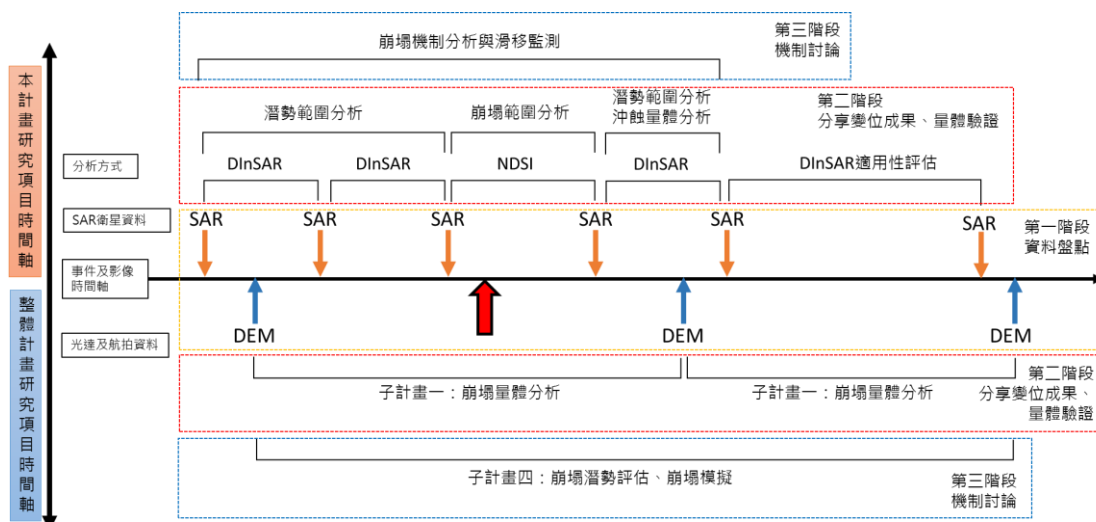 第三階段
機制討論
崩塌機制分析與滑移監測
本計畫研究項目時間軸
潛勢範圍分析
崩塌範圍分析
潛勢範圍分析
沖蝕量體分析
第二階段
分享變位成果、量體驗證
分析方式
DInSAR
DInSAR
NDSI
DInSAR
DInSAR適用性評估
SAR衛星資料
SAR
SAR
SAR
SAR
SAR
SAR
第一階段
資料盤點
事件及影像
時間軸
整體計畫研究項目時間軸
光達及航拍資料
DEM
DEM
DEM
子計畫一：崩塌量體分析
子計畫一：崩塌量體分析
第二階段
分享變位成果、
量體驗證
子計畫四：崩塌潛勢評估、崩塌模擬
第三階段
機制討論